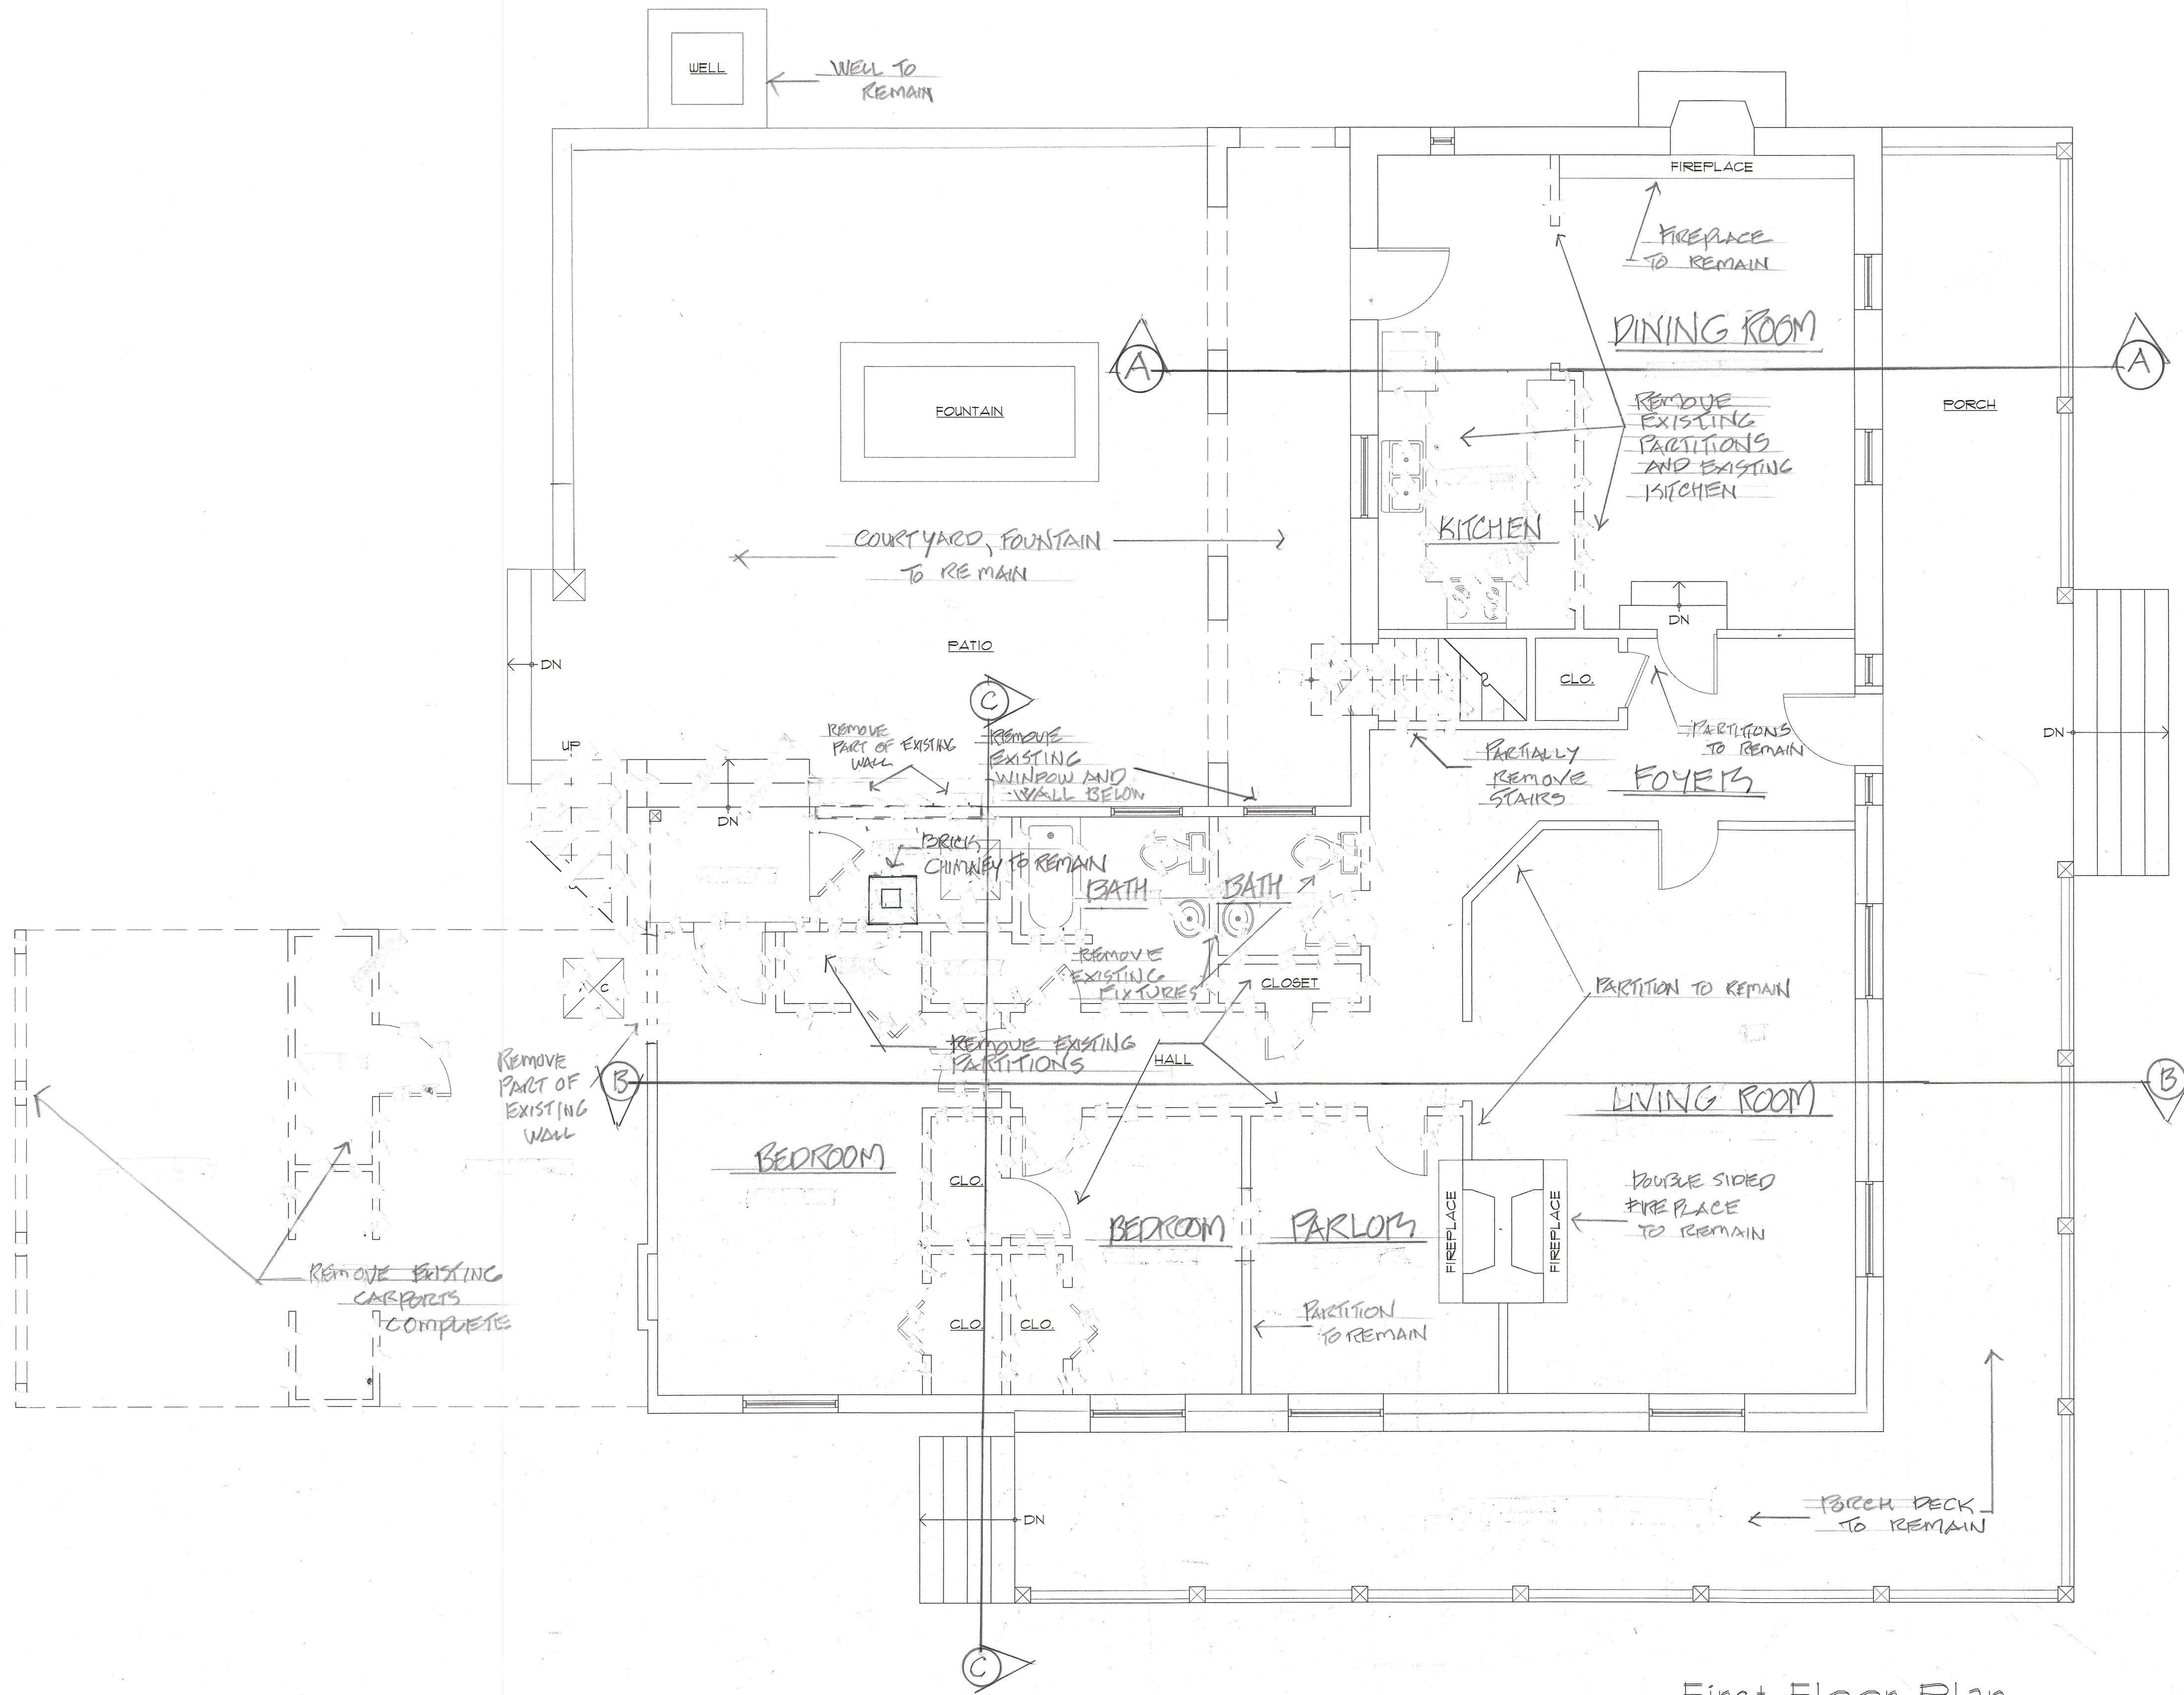 WELL
WELL TO
REMAIN
FIREPLACE
FIREPLACE
TO REMAIN
DINING ROOM
A
A
PORCH
FOUNTAIN
REMOVE
EXISTING
PARTITIONS
AND EXISTING
KITCHEN
KITCHEN
COURTYARD, FOUNTAIN
TO REMAIN
DN
PATIO
DN
CLO.
C
UP
REMOVE
PART OF EXISTING
WALL
REMOVE
EXISTING
WINDOW AND
WALL BELOW
PARTIALLY
REMOVE
STAIRS
PARTITIONS
TO REMAIN
FOYER
DN
DN
BRICK
CHIMNEY TO REMAIN
BATH
BATH
REMOVE
EXISTING
FIXTURES
CLOSET
PARTITION TO REMAIN
A/C
REMOVE EXISTING
PARTITIONS
HALL
REMOVE
PART OF
EXISTING
WALL
B
B
LIVING ROOM
BEDROOM
CLO.
BEDROOM
PARLOR
FIREPLACE
FIREPLACE
DOUBLE SIDED
FIREPLACE
TO REMAIN
REMOVE EXISTING
CARPORTS
COMPLETE
CLO.
CLO.
PARTITION
TO REMAIN
DN
PORCH DECK
TO REMAIN
C
First Floor Plan